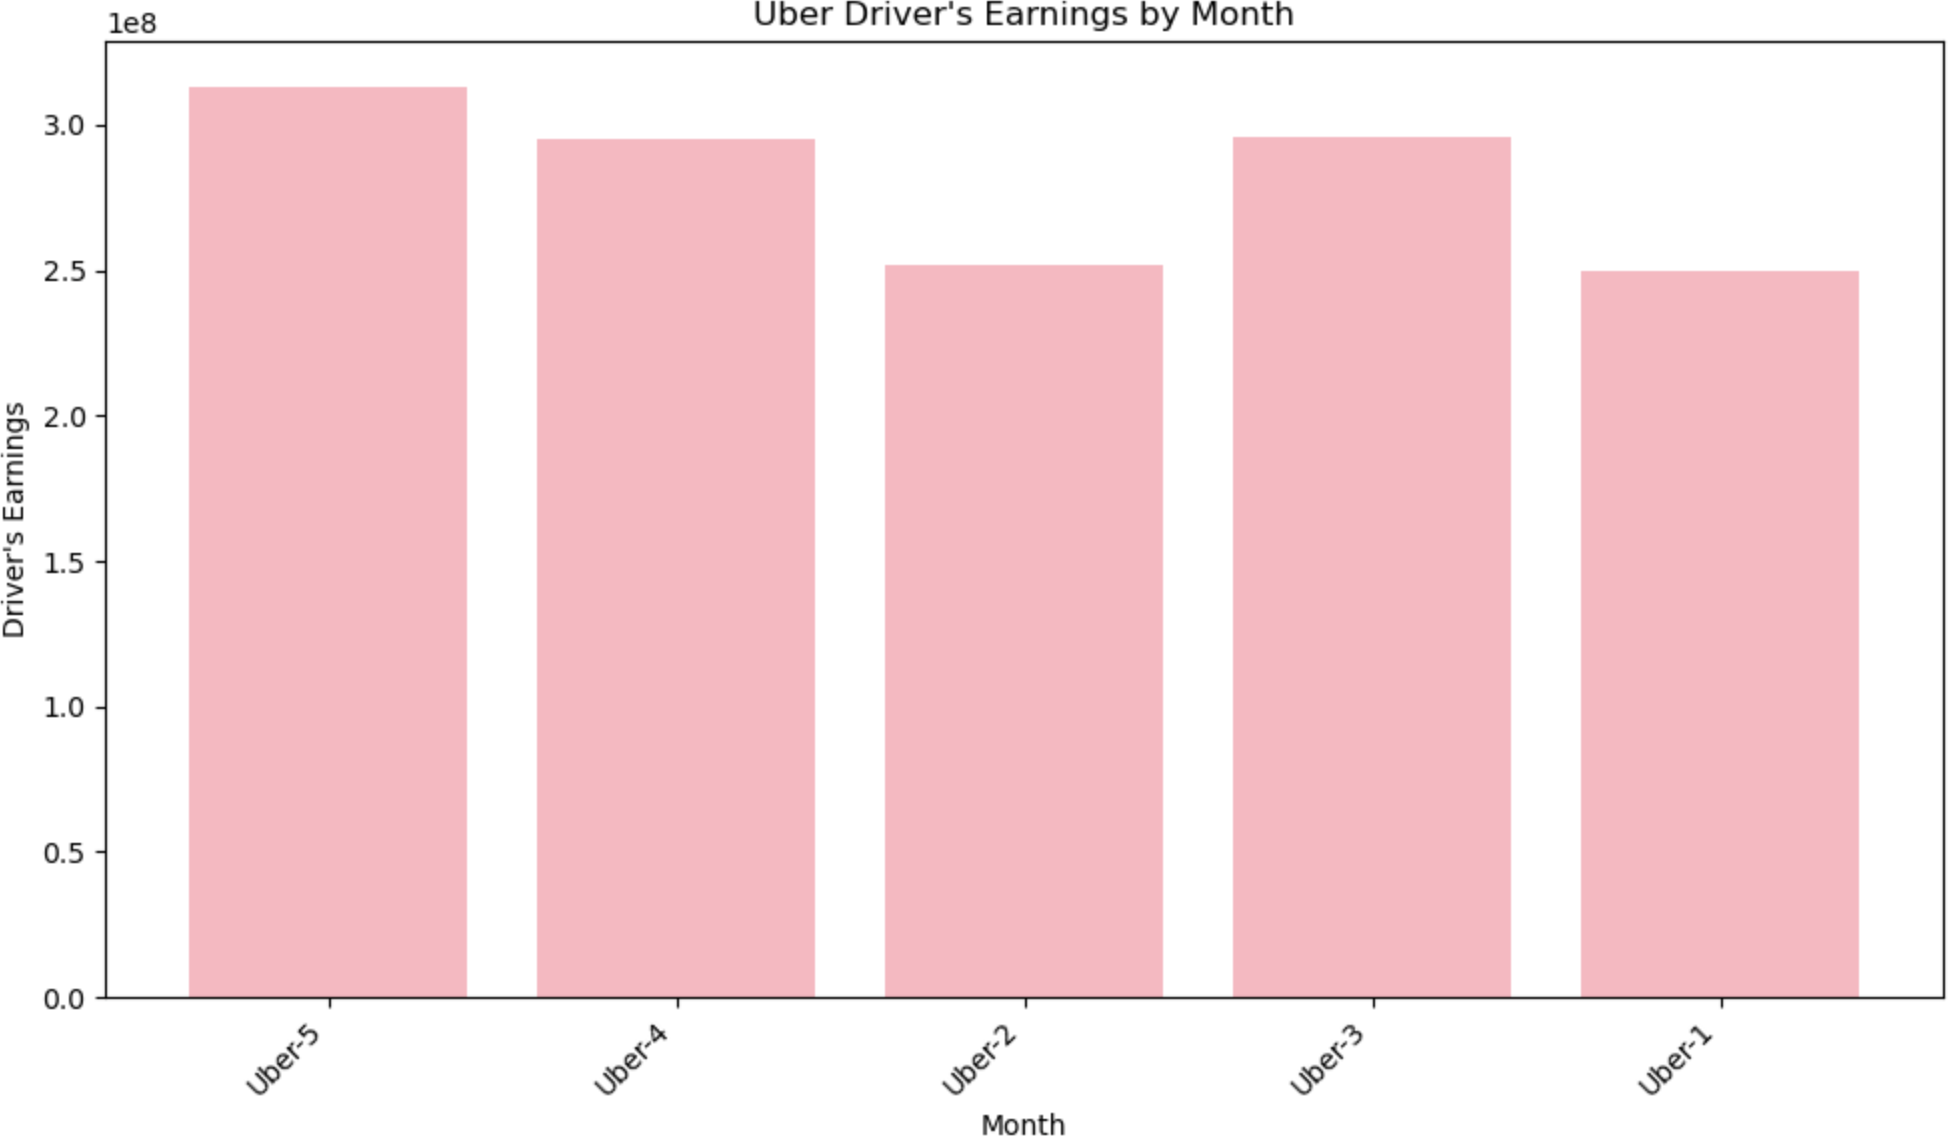 Uber Driver's Earnings by Month
1e8
3.0
2.5
2.0
1.5
1.0
0.5
0.0
Driver's Earnings
Uber-5
Uber-4
Uber-2
Uber-3
Uber-1
Month